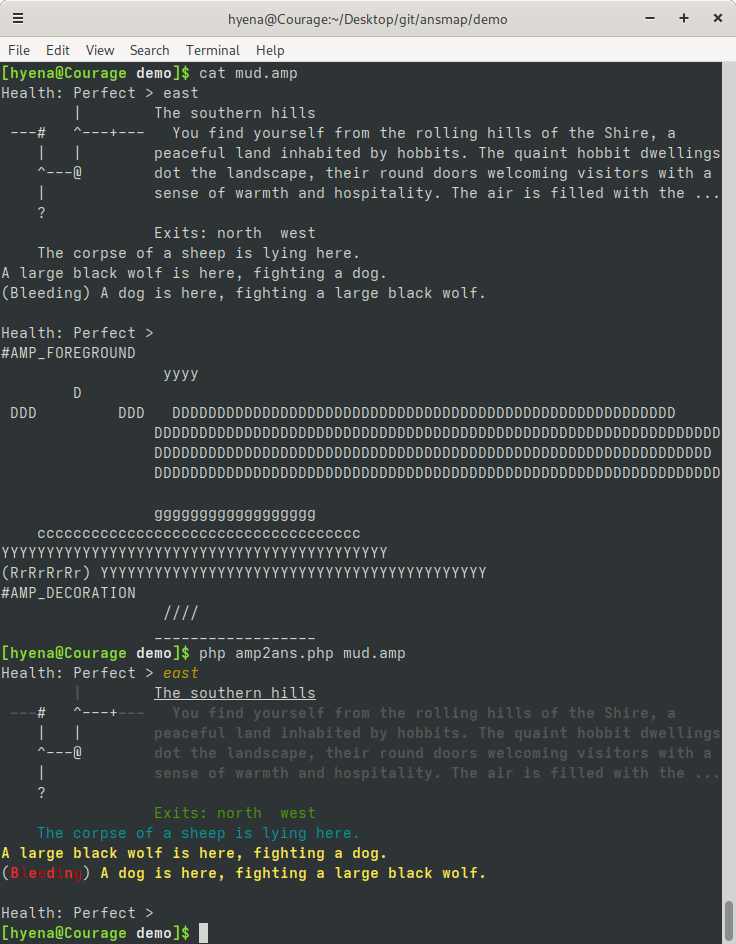 hyena@Courage:~/Desktop/git/ansmap/demo
File Edit View Search Terminal Help
[hyena@Courage demo]$ cat mud.amp
Health: Perfect > east
        |        The southern hills
 ---#   ^---+---   You find yourself from the rolling hills of the Shire, a
    |   |        peaceful land inhabited by hobbits. The quaint hobbit dwellings
    ^---@        dot the landscape, their round doors welcoming visitors with a
    |            sense of warmth and hospitality. The air is filled with the ...
    ?
                 Exits: north  west
    The corpse of a sheep is lying here.
A large black wolf is here, fighting a dog.
(Bleeding) A dog is here, fighting a large black wolf.

Health: Perfect >
#AMP_FOREGROUND
                  yyyy
        D
 DDD         DDD   DDDDDDDDDDDDDDDDDDDDDDDDDDDDDDDDDDDDDDDDDDDDDDDDDDDDDDDD
                 DDDDDDDDDDDDDDDDDDDDDDDDDDDDDDDDDDDDDDDDDDDDDDDDDDDDDDDDDDDDDDD
                 DDDDDDDDDDDDDDDDDDDDDDDDDDDDDDDDDDDDDDDDDDDDDDDDDDDDDDDDDDDDDD
                 DDDDDDDDDDDDDDDDDDDDDDDDDDDDDDDDDDDDDDDDDDDDDDDDDDDDDDDDDDDDDDD

                 gggggggggggggggggg
    cccccccccccccccccccccccccccccccccccc
YYYYYYYYYYYYYYYYYYYYYYYYYYYYYYYYYYYYYYYYYYY
(RrRrRrRr) YYYYYYYYYYYYYYYYYYYYYYYYYYYYYYYYYYYYYYYYYYY
#AMP_DECORATION
                  ////
                 __________________
[hyena@Courage demo]$ php amp2ans.php mud.amp
Health: Perfect > east
        |        The southern hills
 ---#   ^---+---   You find yourself from the rolling hills of the Shire, a
    |   |        peaceful land inhabited by hobbits. The quaint hobbit dwellings
    ^---@        dot the landscape, their round doors welcoming visitors with a
    |            sense of warmth and hospitality. The air is filled with the ...
    ?
                 Exits: north  west
    The corpse of a sheep is lying here.
A large black wolf is here, fighting a dog.
(Bleeding) A dog is here, fighting a large black wolf.

Health: Perfect >
[hyena@Courage demo]$